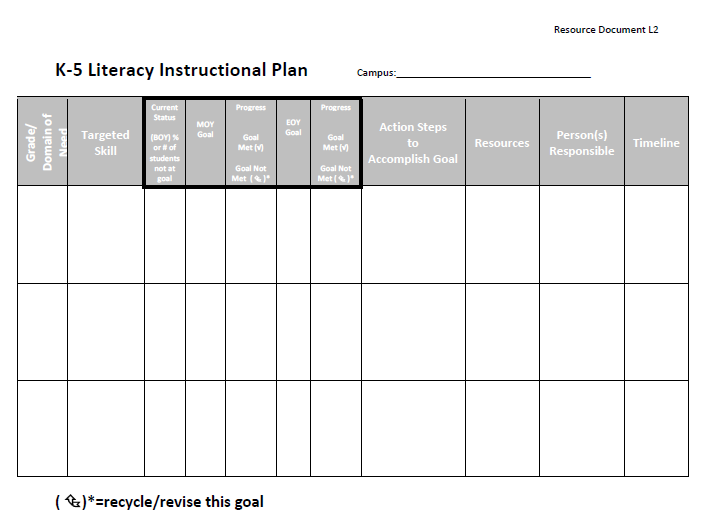 Resource Document L2
K-5 Literacy Instructional Plan
Campus:___________________________________
Grade/
Domain of
Need
Targeted
Skill
Current
Status
(BOY) %
or # of
students
not at
goal
MOY
Goal
Progress
Goal
Met (√)
Goal Not
Met ( )*
EOY
Goal
Progress
Goal
Met (√)
Goal Not
Met ( )*
Action Steps
to
Accomplish Goal
Resources
Person(s)
Responsible
Timeline
( )*=recycle/revise this goal